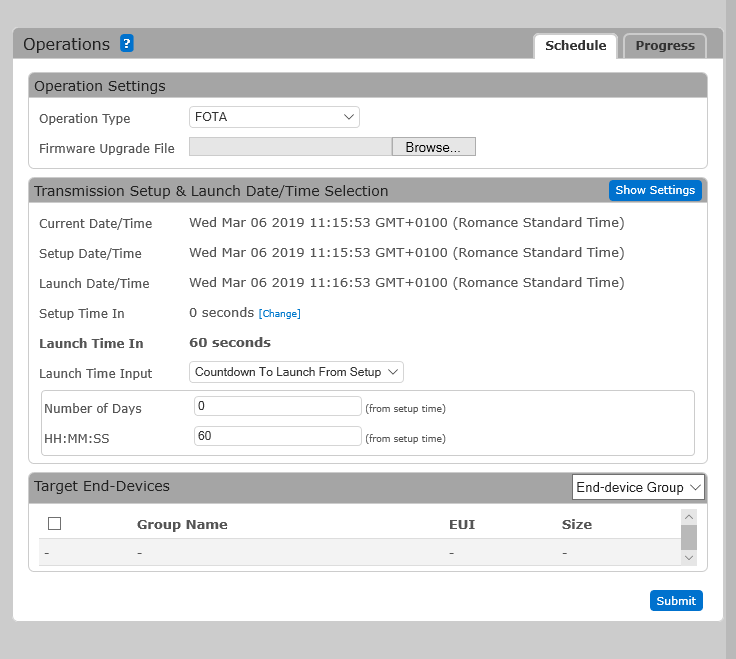 Operations ?
Schedule Progress
Operation Settings
Operation Type FOTA
Firmware Upgrade File Browse...
Transmission Setup & Launch Date/Time Selection Show Settings
Current Date/Time Wed Mar 06 2019 11:15:53 GMT+0100 (Romance Standard Time)
Setup Date/Time Wed Mar 06 2019 11:15:53 GMT+0100 (Romance Standard Time)
Launch Date/Time Wed Mar 06 2019 11:16:53 GMT+0100 (Romance Standard Time)
Setup Time In 0 seconds [Change]
Launch Time In 60 seconds
Launch Time Input Countdown To Launch From Setup
Number of Days 0 (from setup time)
HH:MM:SS 60 (from setup time)
Target End-Devices End-device Group
Group Name EUI Size
- - - -
Submit